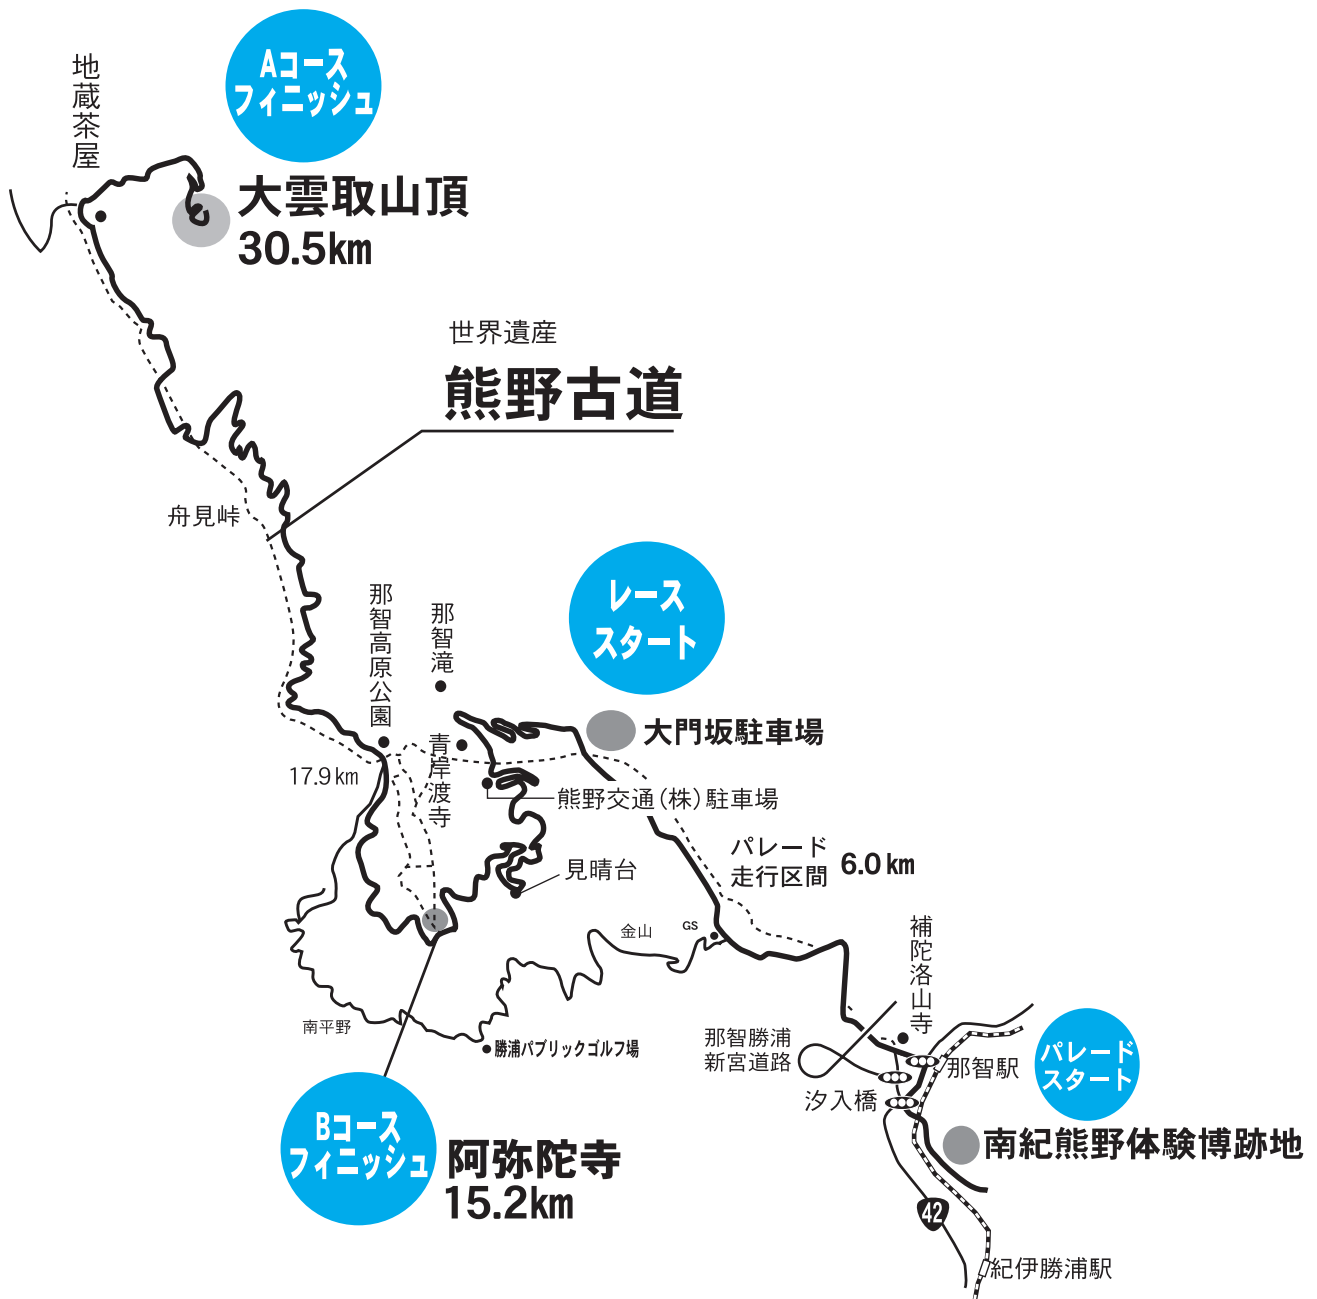 Aコース
フィニッシュ
地蔵茶屋
大雲取山頂
30.5km
世界遺産
熊野古道
舟見峠
レース
スタート
那智高原公園
那智滝
大門坂駐車場
青岸渡寺
17.9km
熊野交通(株)駐車場
パレード
走行区間
6.0km
見晴台
金山
GS
補陀洛山寺
南平野
勝浦パブリックゴルフ場
那智勝浦
新宮道路
那智駅
パレード
スタート
汐入橋
Bコース
フィニッシュ
阿弥陀寺
15.2km
南紀熊野体験博跡地
42
紀伊勝浦駅